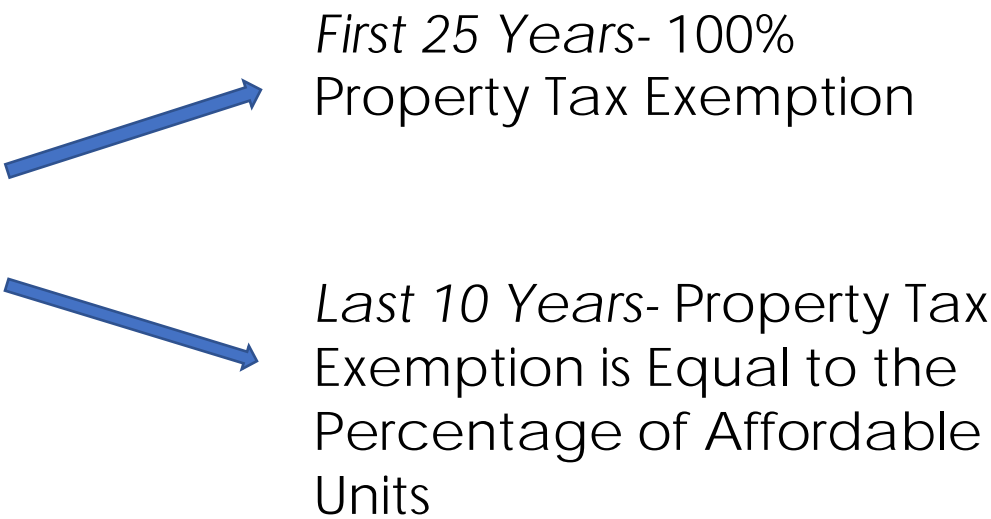 First 25 Years- 100%
Property Tax Exemption
Last 10 Years- Property Tax
Exemption is Equal to the
Percentage of Affordable
Units